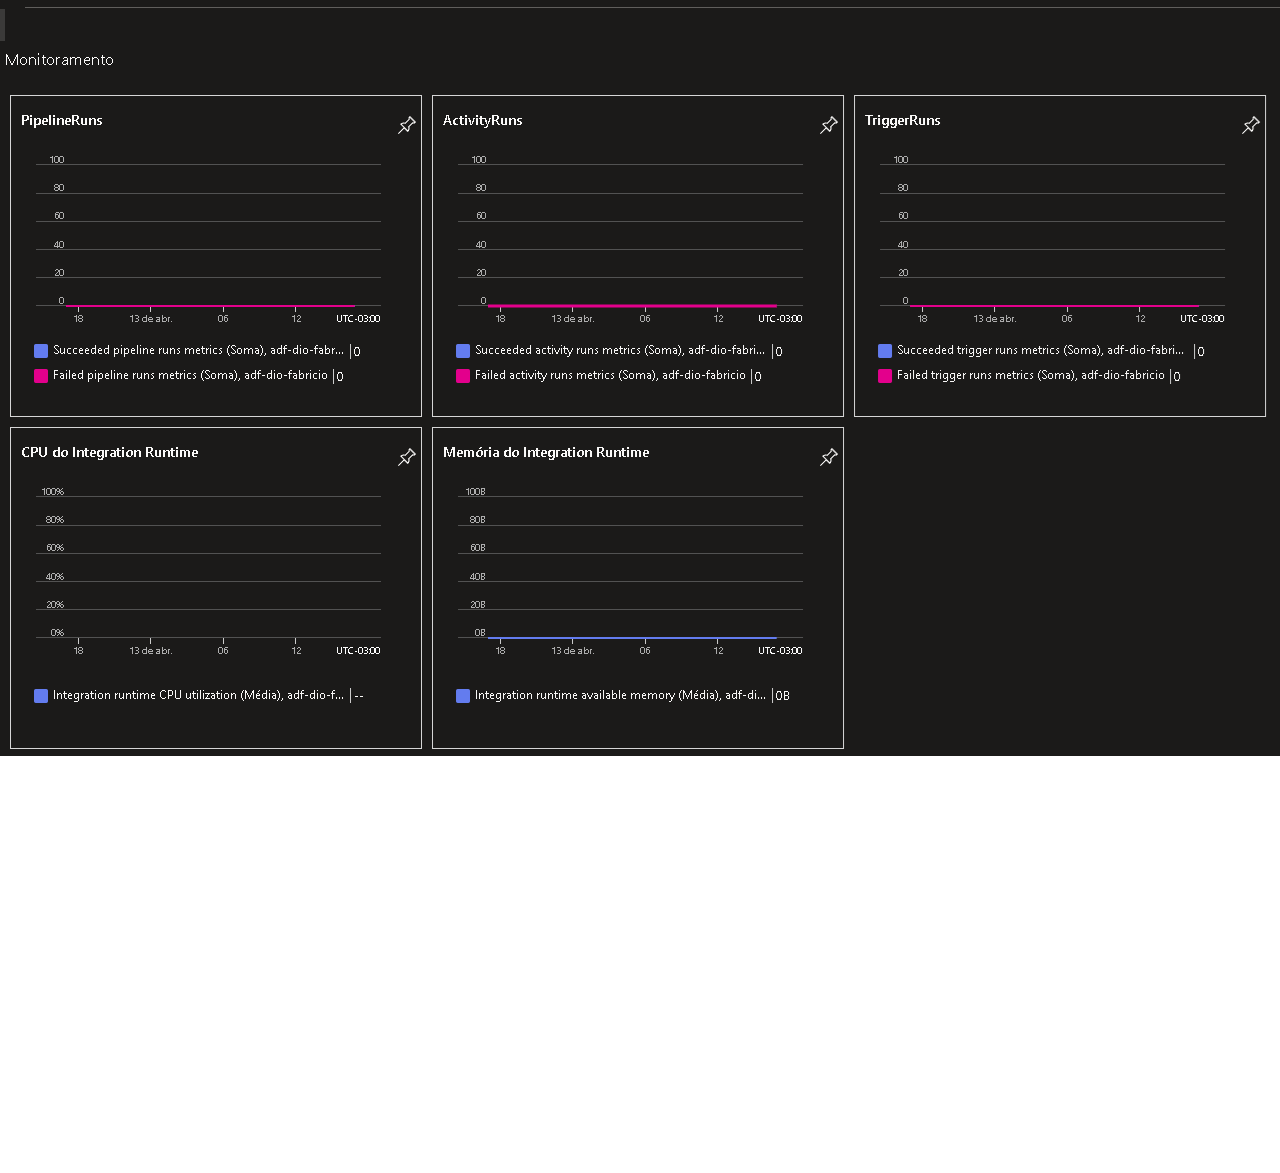 Monitoramento
PipelineRuns
100
80
60
40
20
0
18 13 de abr. 06 12 UTC-03:00
Succeeded pipeline runs metrics (Soma), adf-dio-fabr... 0
Failed pipeline runs metrics (Soma), adf-dio-fabricio 0
ActivityRuns
100
80
60
40
20
0
18 13 de abr. 06 12 UTC-03:00
Succeeded activity runs metrics (Soma), adf-dio-fabri... 0
Failed activity runs metrics (Soma), adf-dio-fabricio 0
TriggerRuns
100
80
60
40
20
0
18 13 de abr. 06 12 UTC-03:00
Succeeded trigger runs metrics (Soma), adf-dio-fabri... 0
Failed trigger runs metrics (Soma), adf-dio-fabricio 0
CPU do Integration Runtime
100%
80%
60%
40%
20%
0%
18 13 de abr. 06 12 UTC-03:00
Integration runtime CPU utilization (Média), adf-dio-f... --
Memória do Integration Runtime
100B
80B
60B
40B
20B
0B
18 13 de abr. 06 12 UTC-03:00
Integration runtime available memory (Média), adf-di... 0B